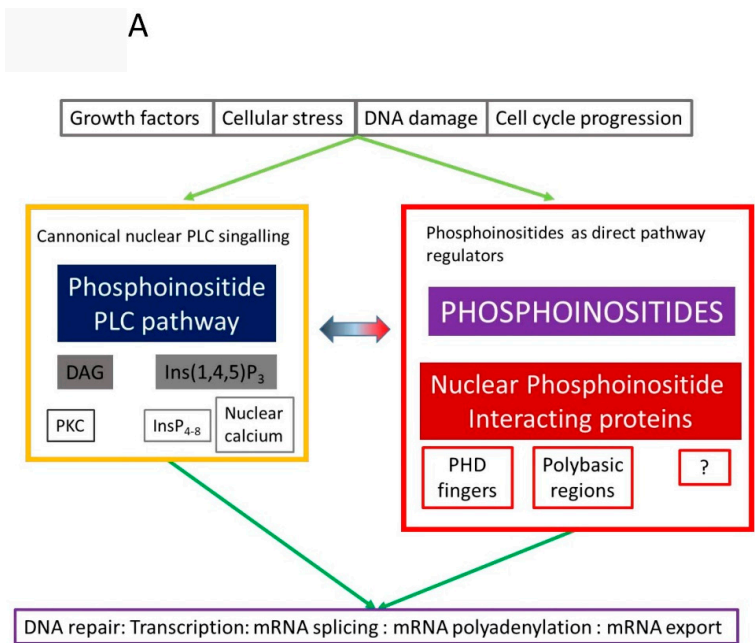 A
Growth factors Cellular stress DNA damage Cell cycle progression
Cannonical nuclear PLC singalling
Phosphoinositide
PLC pathway
DAG Ins(1,4,5)P₃
PKC InsP₄₋₈ Nuclear
calcium
Phosphoinositides as direct pathway
regulators
PHOSPHOINOSITIDES
Nuclear Phosphoinositide
Interacting proteins
PHD
fingers
Polybasic
regions
?
DNA repair: Transcription: mRNA splicing : mRNA polyadenylation : mRNA export